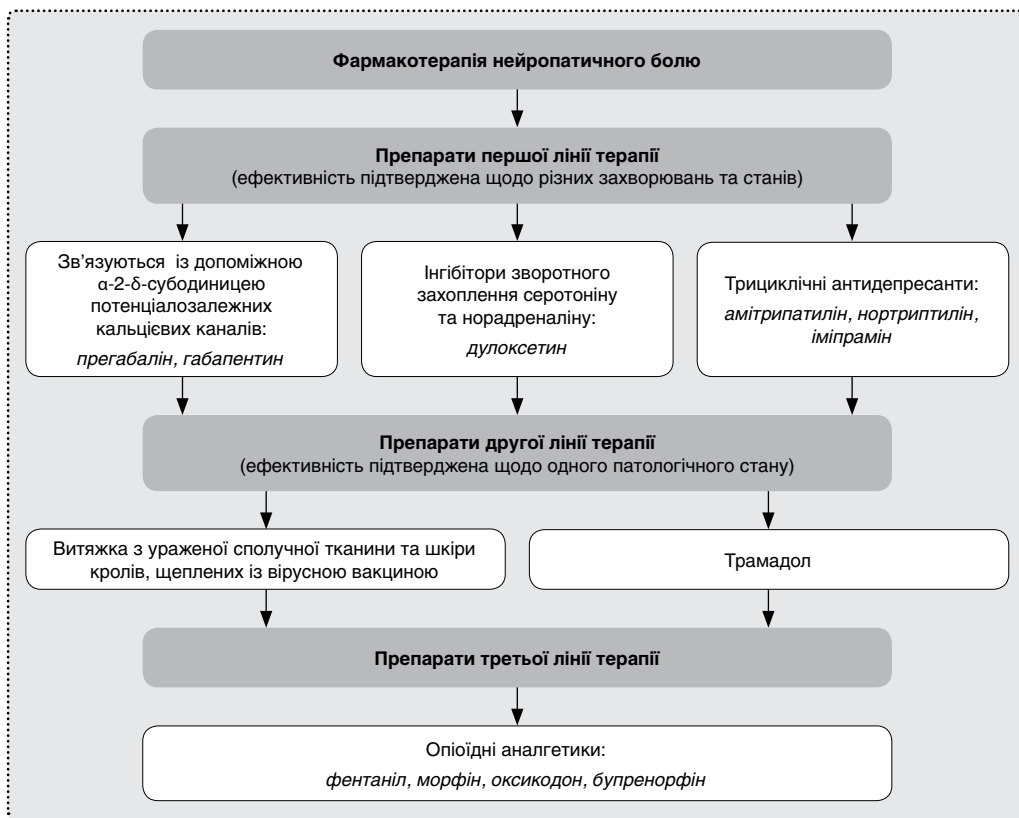 Фармакотерапія нейропатичного болю
Препарати першої лінії терапії
(ефективність підтверджена щодо різних захворювань та станів)
Зв'язуються із допоміжною
α-2-δ-субодиницею
потенціалозалежних
кальцієвих каналів:
прегабалін, габапентин
Інгібітори зворотного
захоплення серотоніну
та норадреналіну:
дулоксетин
Трициклічні антидепресанти:
амітрипатилін, нортриптилін,
іміпрамін
Препарати другої лінії терапії
(ефективність підтверджена щодо одного патологічного стану)
Витяжка з ураженої сполучної тканини та шкіри
кролів, щеплених із вірусною вакциною
Трамадол
Препарати третьої лінії терапії
Опіоїдні аналгетики:
фентаніл, морфін, оксикодон, бупренорфін